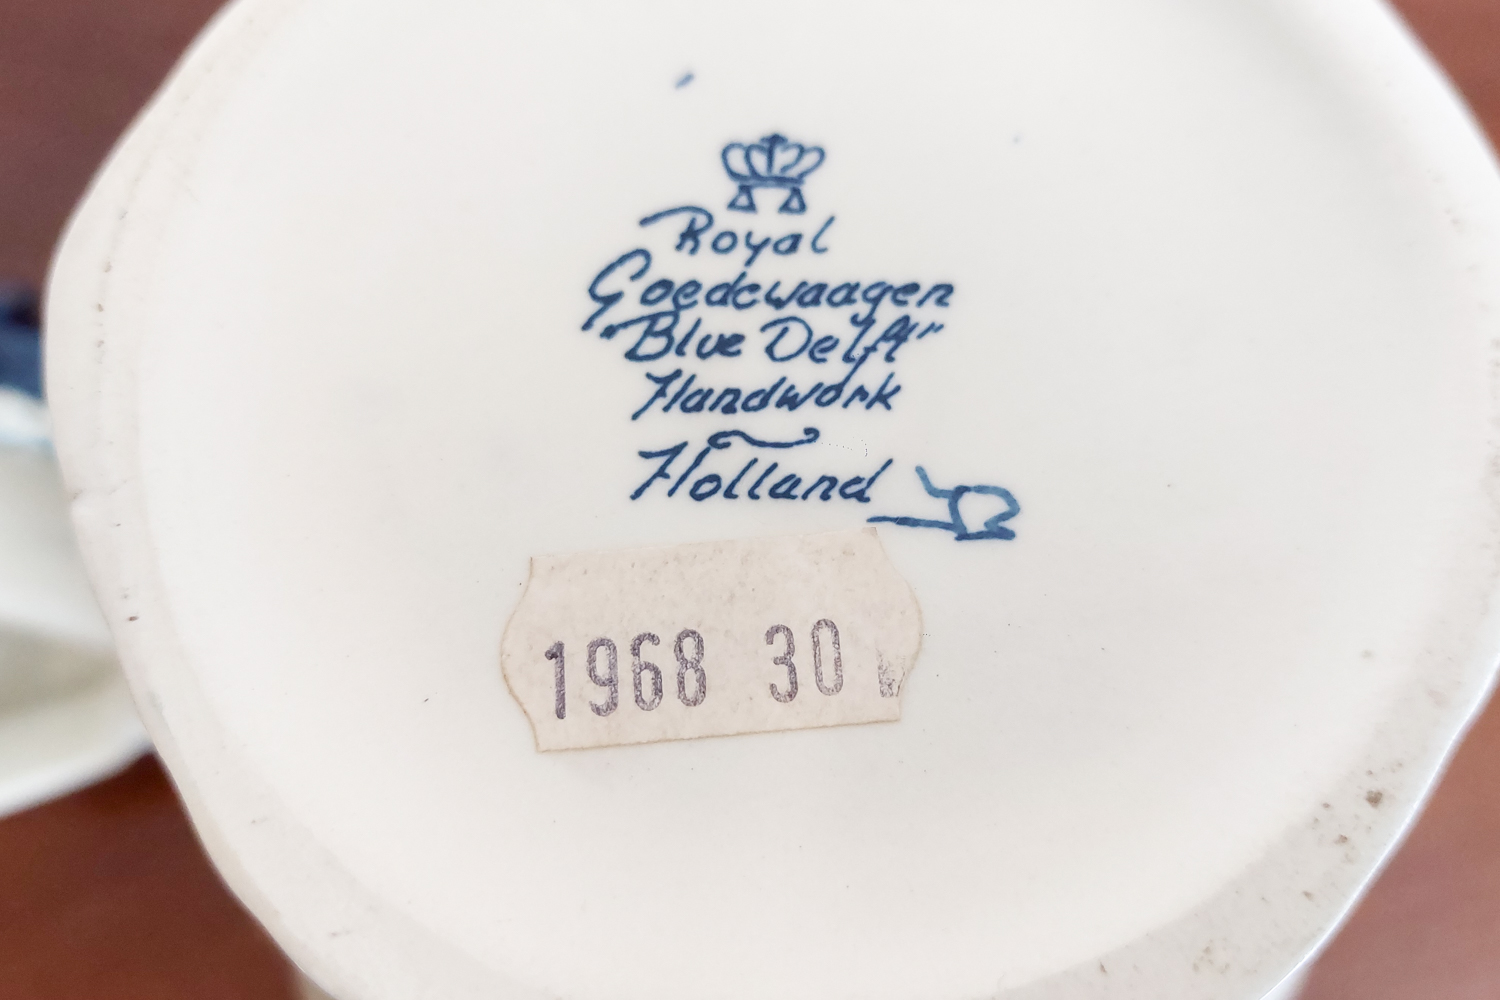 Royal
Goedewaagen
"Blue Delft"
Handwork
Holland
1968 30